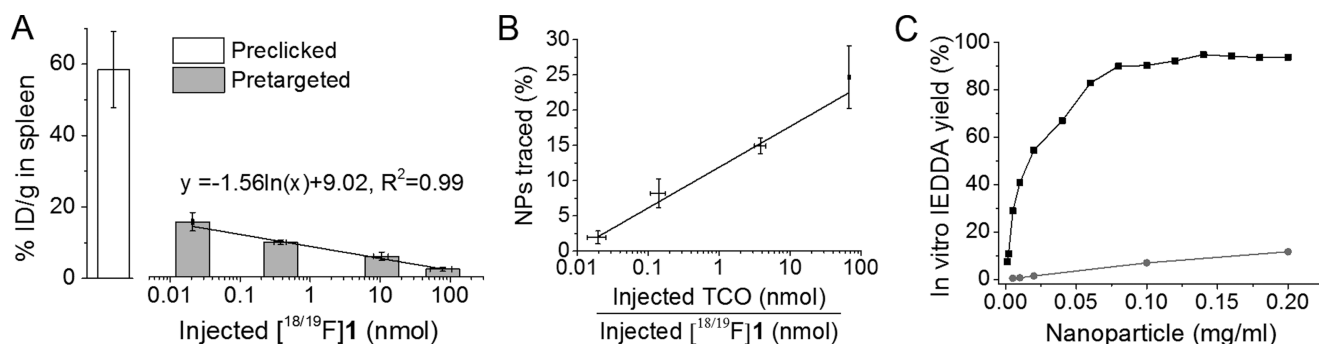 A
% ID/g in spleen
60
40
20
0
Preclicked
Pretargeted
y =-1.56ln(x)+9.02, R²=0.99
0.01 0.1 1 10 100
Injected [¹⁸/¹⁹F]1 (nmol)
B
NPs traced (%)
30
25
20
15
10
5
0
0.01 0.1 1 10 100
Injected TCO (nmol)
Injected [¹⁸/¹⁹F]1 (nmol)
C
In vitro IEDDA yield (%)
100
80
60
40
20
0
0.00 0.05 0.10 0.15 0.20
Nanoparticle (mg/ml)